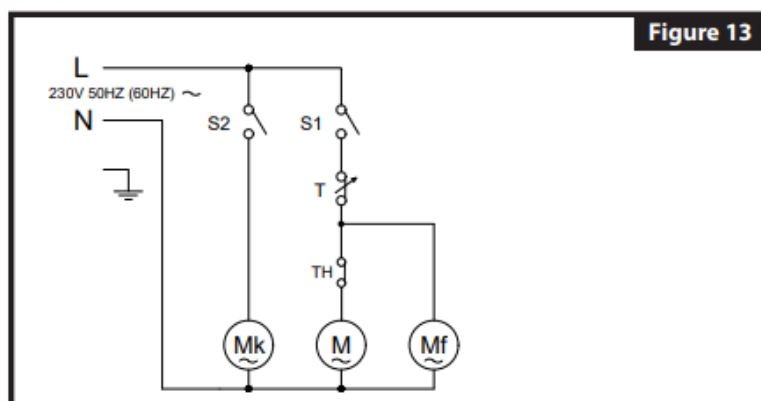 Figure 13
L
230V 50HZ (60HZ) ~
N
S2
S1
T
TH
Mk
~
M
~
Mf
~